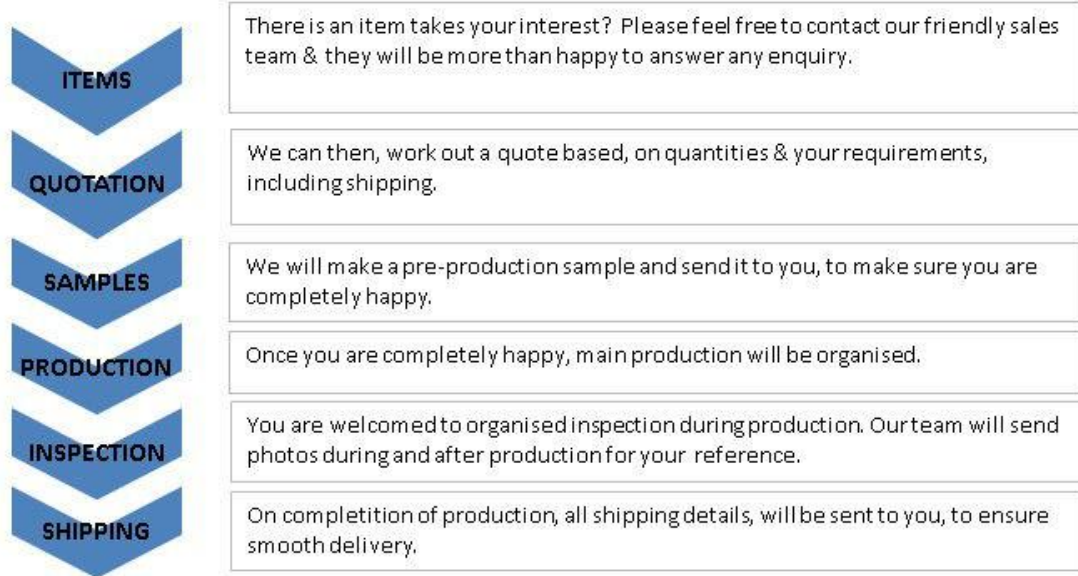 ITEMS
There is an item takes your interest? Please feel free to contact our friendly sales
team & they will be more than happy to answer any enquiry.
QUOTATION
We can then, work out a quote based, on quantities & your requirements,
including shipping.
SAMPLES
We will make a pre-production sample and send it to you, to make sure you are
completely happy.
PRODUCTION
Once you are completely happy, main production will be organised.
INSPECTION
You are welcomed to organised inspection during production. Our team will send
photos during and after production for your reference.
SHIPPING
On completition of production, all shipping details, will be sent to you, to ensure
smooth delivery.